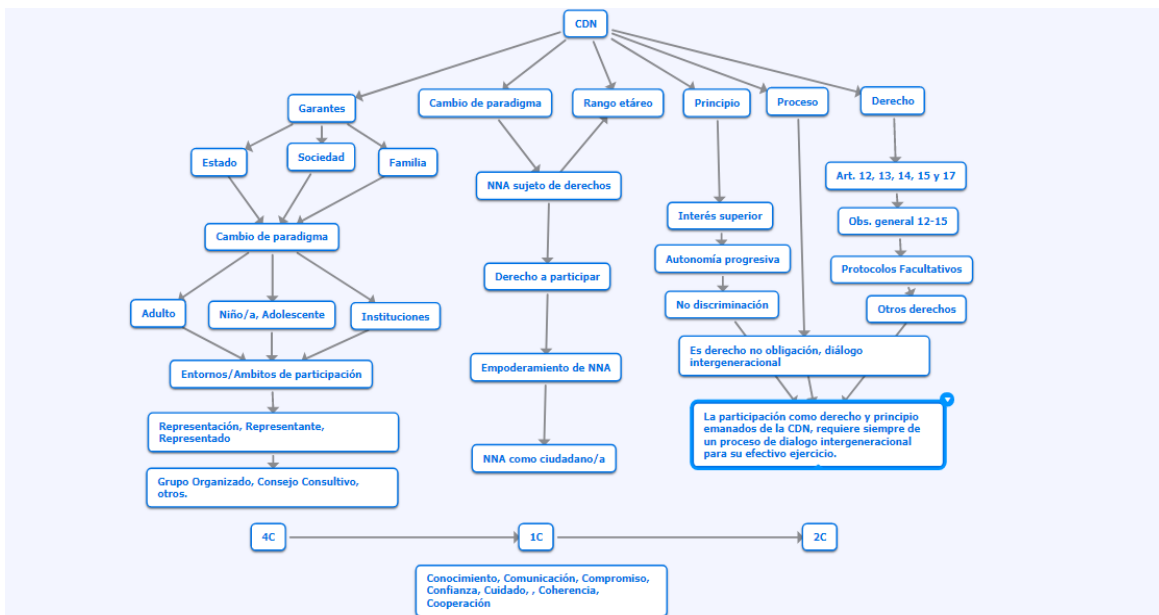 CDN
Garantes
Cambio de paradigma
Rango etáreo
Principio
Proceso
Derecho
Estado
Sociedad
Familia
NNA sujeto de derechos
Art. 12, 13, 14, 15 y 17
Cambio de paradigma
Interés superior
Obs. general 12-15
Autonomía progresiva
Derecho a participar
Protocolos Facultativos
Adulto
Niño/a, Adolescente
Instituciones
No discriminación
Otros derechos
Entornos/Ambitos de participación
Empoderamiento de NNA
Es derecho no obligación, diálogo
intergeneracional
Representación, Representante,
Representado
NNA como ciudadano/a
La participación como derecho y principio
emanados de la CDN, requiere siempre de
un proceso de dialogo intergeneracional
para su efectivo ejercicio.
Grupo Organizado, Consejo Consultivo,
otros.
4C
1C
2C
Conocimiento, Comunicación, Compromiso,
Confianza, Cuidado, , Coherencia,
Cooperación